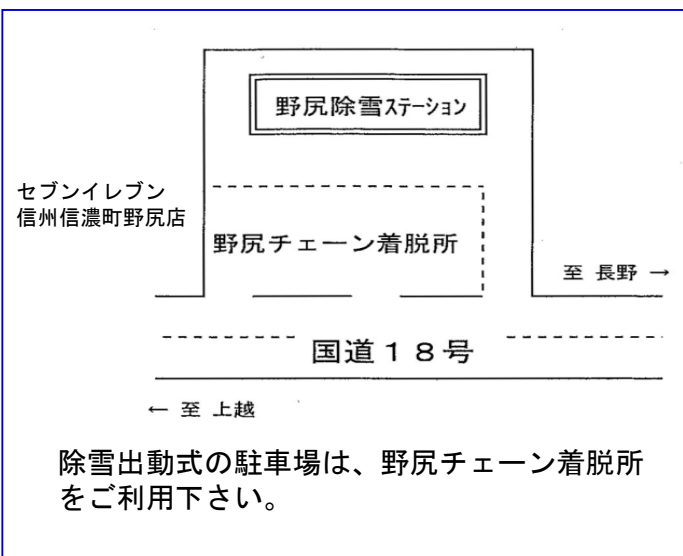 野尻除雪ステーション
セブンイレブン
信州信濃町野尻店
野尻チェーン着脱所
至 長野 →
国道１８号
← 至 上越
除雪出動式の駐車場は、野尻チェーン着脱所
をご利用下さい。